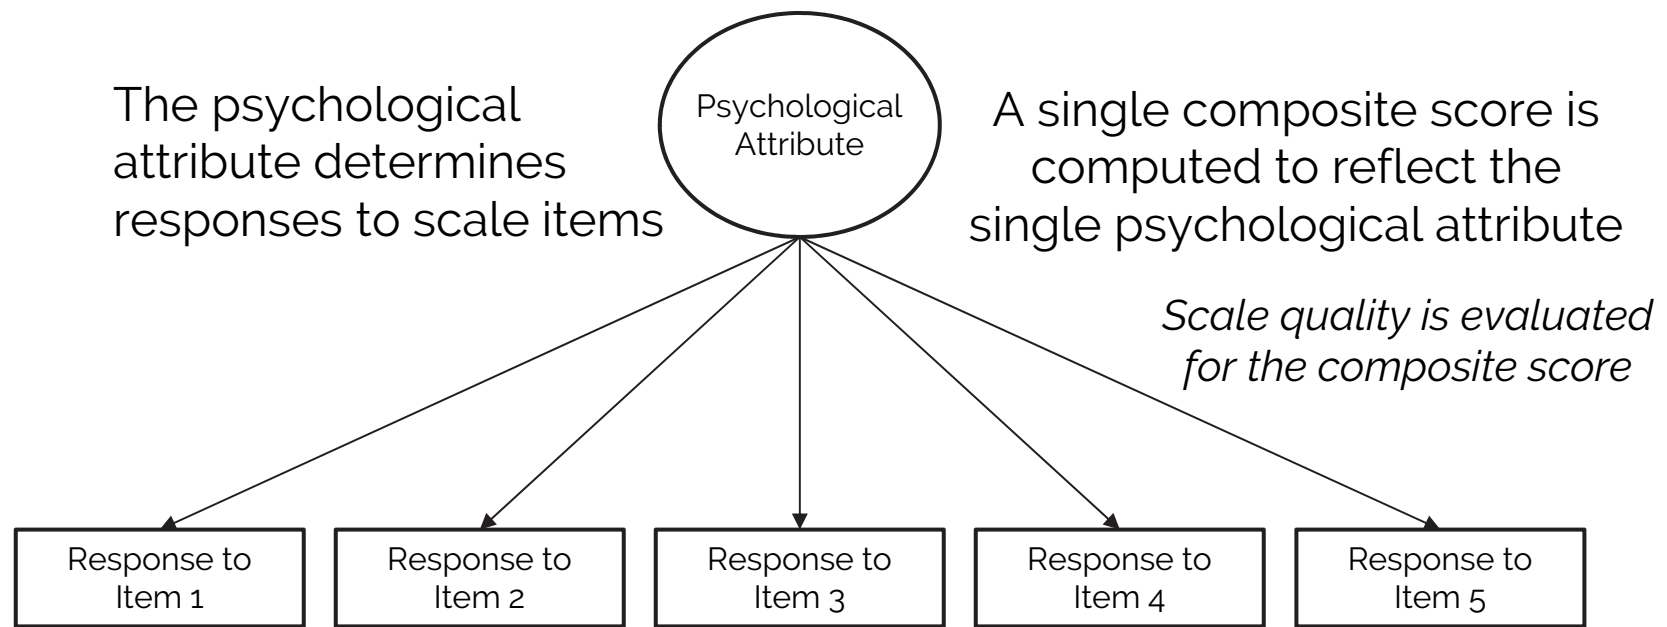 The psychological
attribute determines
responses to scale items
Psychological
Attribute
A single composite score is
computed to reflect the
single psychological attribute
Scale quality is evaluated
for the composite score
Response to
Item 1
Response to
Item 2
Response to
Item 3
Response to
Item 4
Response to
Item 5